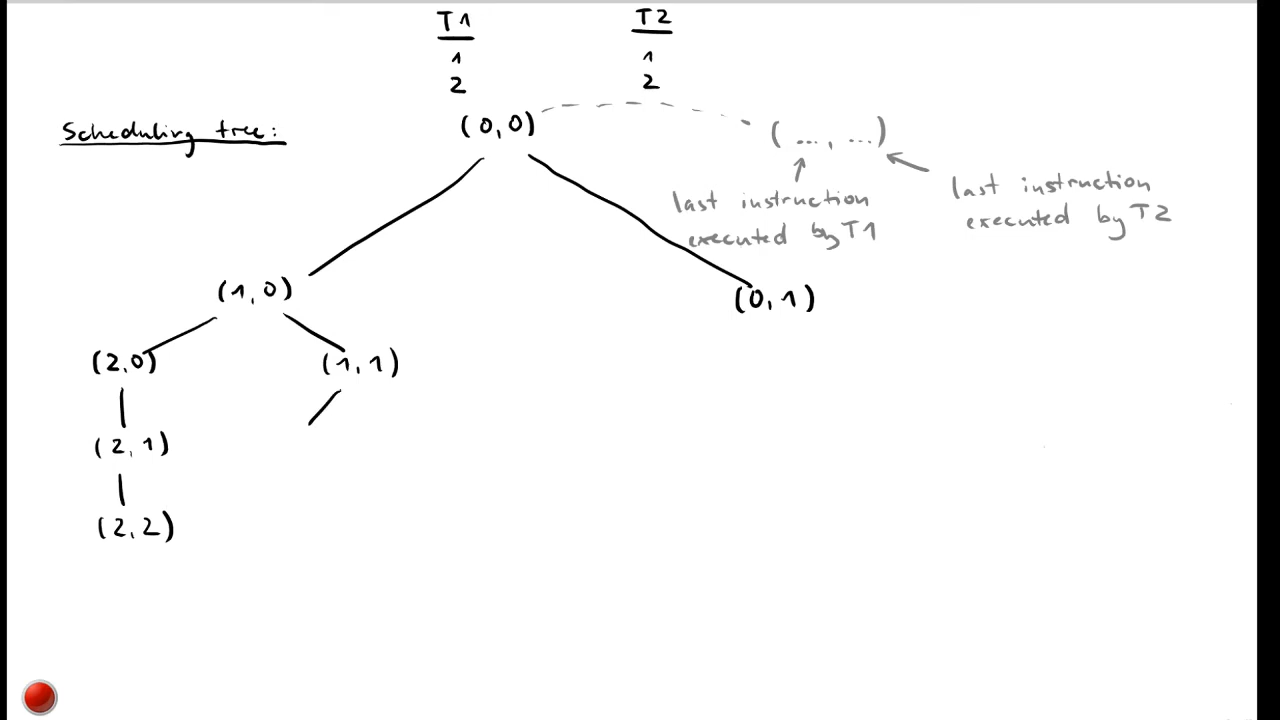 T1 T2
1 1
2 2
Scheduling tree:
(0,0)
(..., ...)
last instruction
executed by T1
last instruction
executed by T2
(1,0)
(0,1)
(2,0)
(1,1)
(2,1)
(2,2)